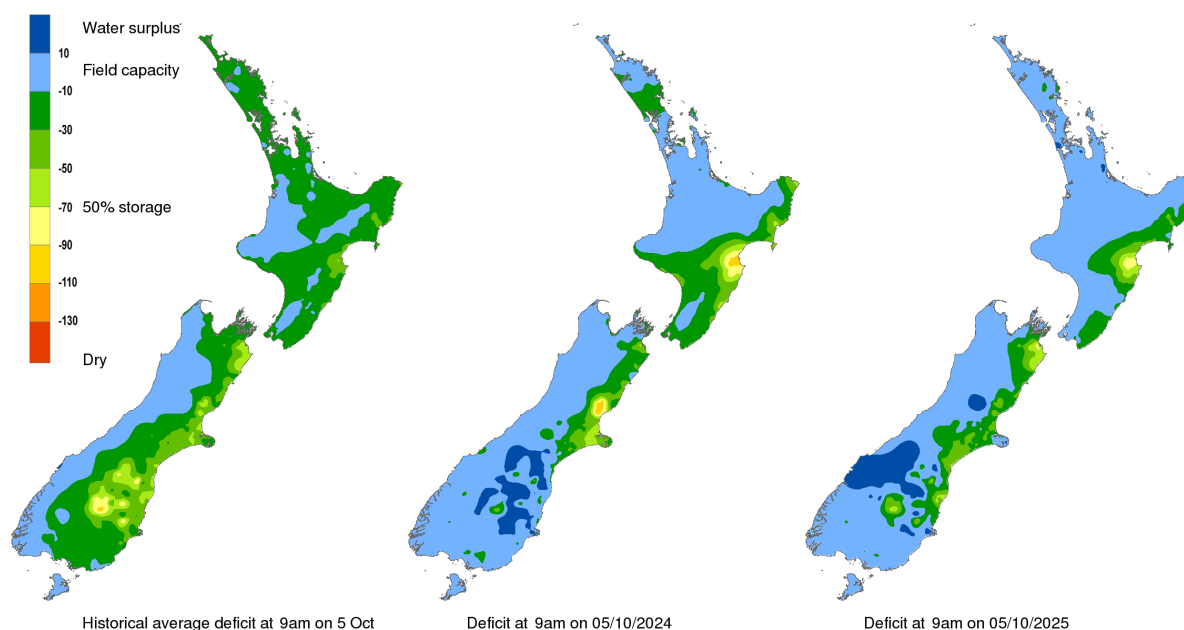 Water surplus
10
Field capacity
-10
-30
-50
-70
50% storage
-90
-110
-130
Dry
Historical average deficit at 9am on 5 Oct
Deficit at 9am on 05/10/2024
Deficit at 9am on 05/10/2025